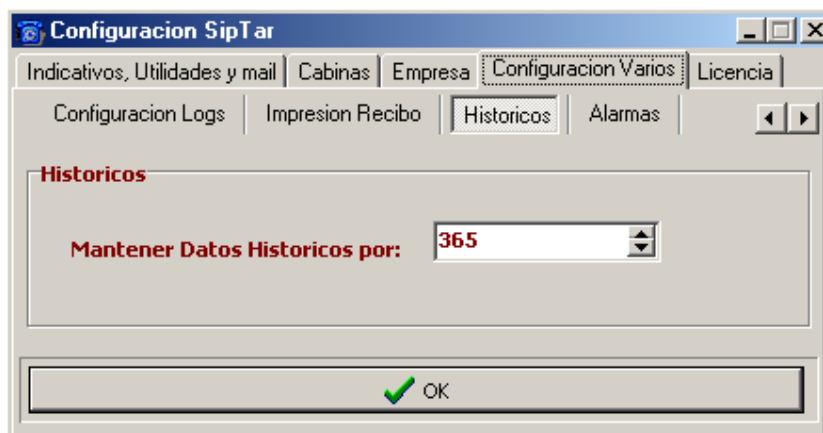 Configuracion SipTar
Indicativos, Utilidades y mail Cabinas Empresa Configuracion Varios Licencia
Configuracion Logs Impresion Recibo Historicos Alarmas
Historicos
Mantener Datos Historicos por: 365
OK